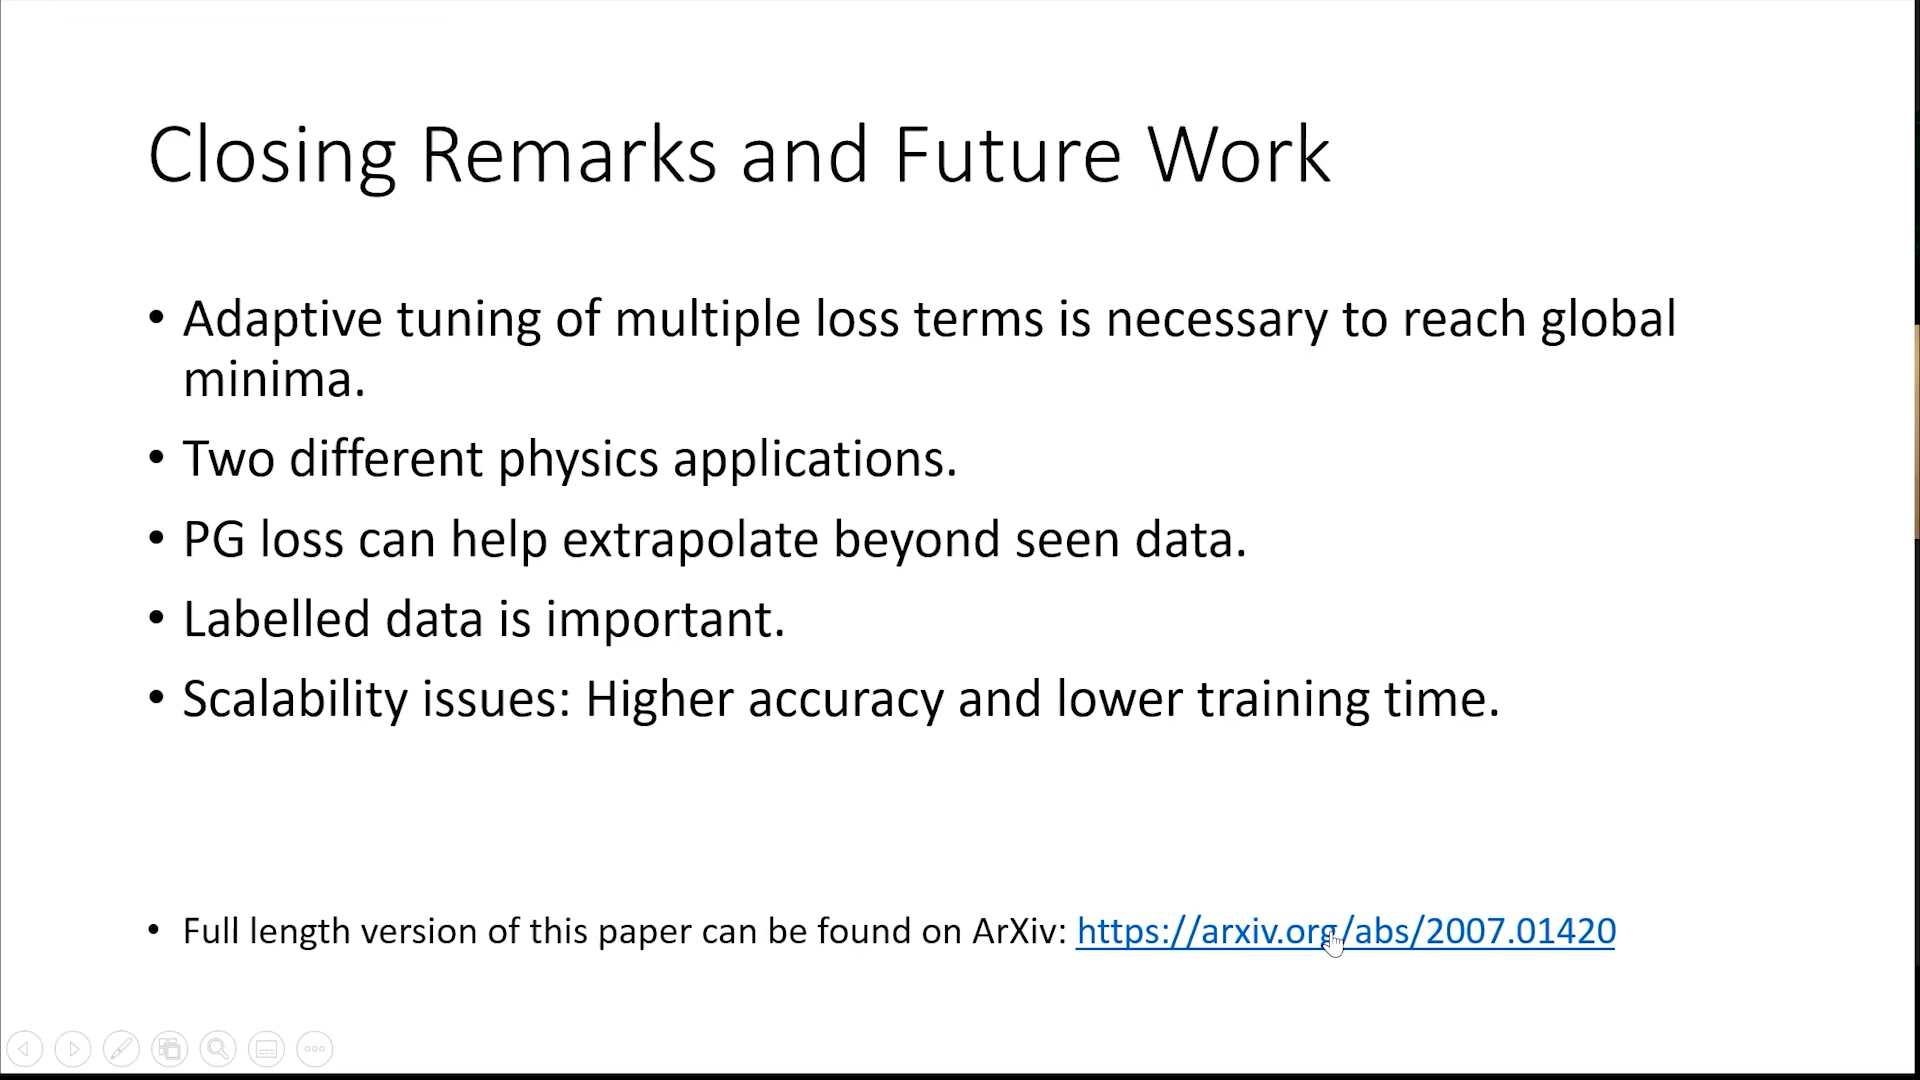 Closing Remarks and Future Work
• Adaptive tuning of multiple loss terms is necessary to reach global
minima.
• Two different physics applications.
• PG loss can help extrapolate beyond seen data.
• Labelled data is important.
• Scalability issues: Higher accuracy and lower training time.
• Full length version of this paper can be found on ArXiv: https://arxiv.org/abs/2007.01420